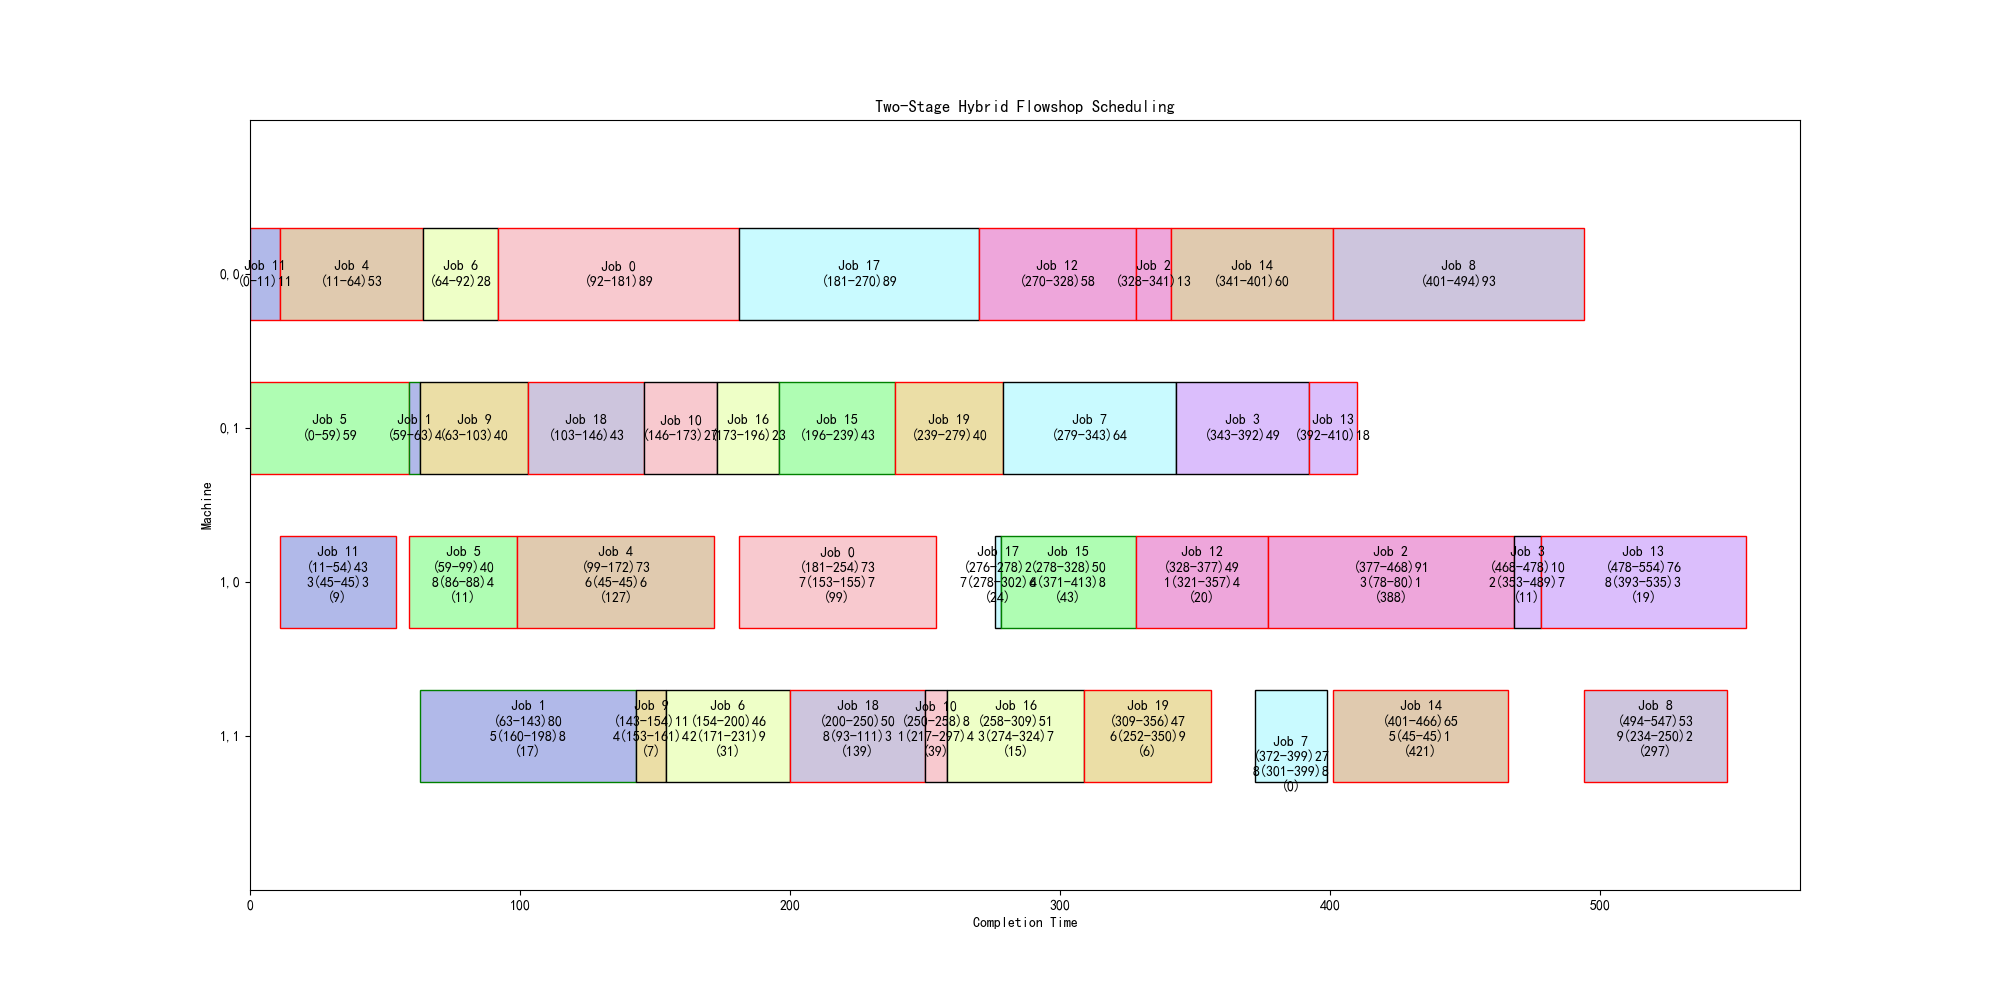 Two-Stage Hybrid Flowshop Scheduling
Machine
0,0
Job 11
(0-11)11
Job 4
(11-64)53
Job 6
(64-92)28
Job 0
(92-181)89
Job 17
(181-270)89
Job 12
(270-328)58
Job 2
(328-341)13
Job 14
(341-401)60
Job 8
(401-494)93
0,1
Job 5
(0-59)59
Job 1
(59-63)4
Job 9
(63-103)40
Job 18
(103-146)43
Job 10
(146-173)27
Job 16
(173-196)23
Job 15
(196-239)43
Job 19
(239-279)40
Job 7
(279-343)64
Job 3
(343-392)49
Job 13
(392-410)18
1,0
Job 11
(11-54)43
3(45-45)3
(9)
Job 5
(59-99)40
8(86-88)4
(11)
Job 4
(99-172)73
6(45-45)6
(127)
Job 0
(181-254)73
7(153-155)7
(99)
Job 17
(276-278)2
7(278-302)6
(24)
Job 15
(278-328)50
4(371-413)8
(43)
Job 12
(328-377)49
1(321-357)4
(20)
Job 2
(377-468)91
3(78-80)1
(388)
Job 3
(468-478)10
2(353-489)7
(11)
Job 13
(478-554)76
8(393-535)3
(19)
1,1
Job 1
(63-143)80
5(160-198)8
(17)
Job 9
(143-154)11
4(153-161)4
(7)
Job 6
(154-200)46
2(171-231)9
(31)
Job 18
(200-250)50
8(93-111)3
(139)
Job 10
(250-258)8
1(217-297)4
(39)
Job 16
(258-309)51
3(274-324)7
(15)
Job 19
(309-356)47
6(252-350)9
(6)
Job 7
(372-399)27
8(301-399)8
(0)
Job 14
(401-466)65
5(45-45)1
(421)
Job 8
(494-547)53
9(234-250)2
(297)
0 100 200 300 400 500
Completion Time